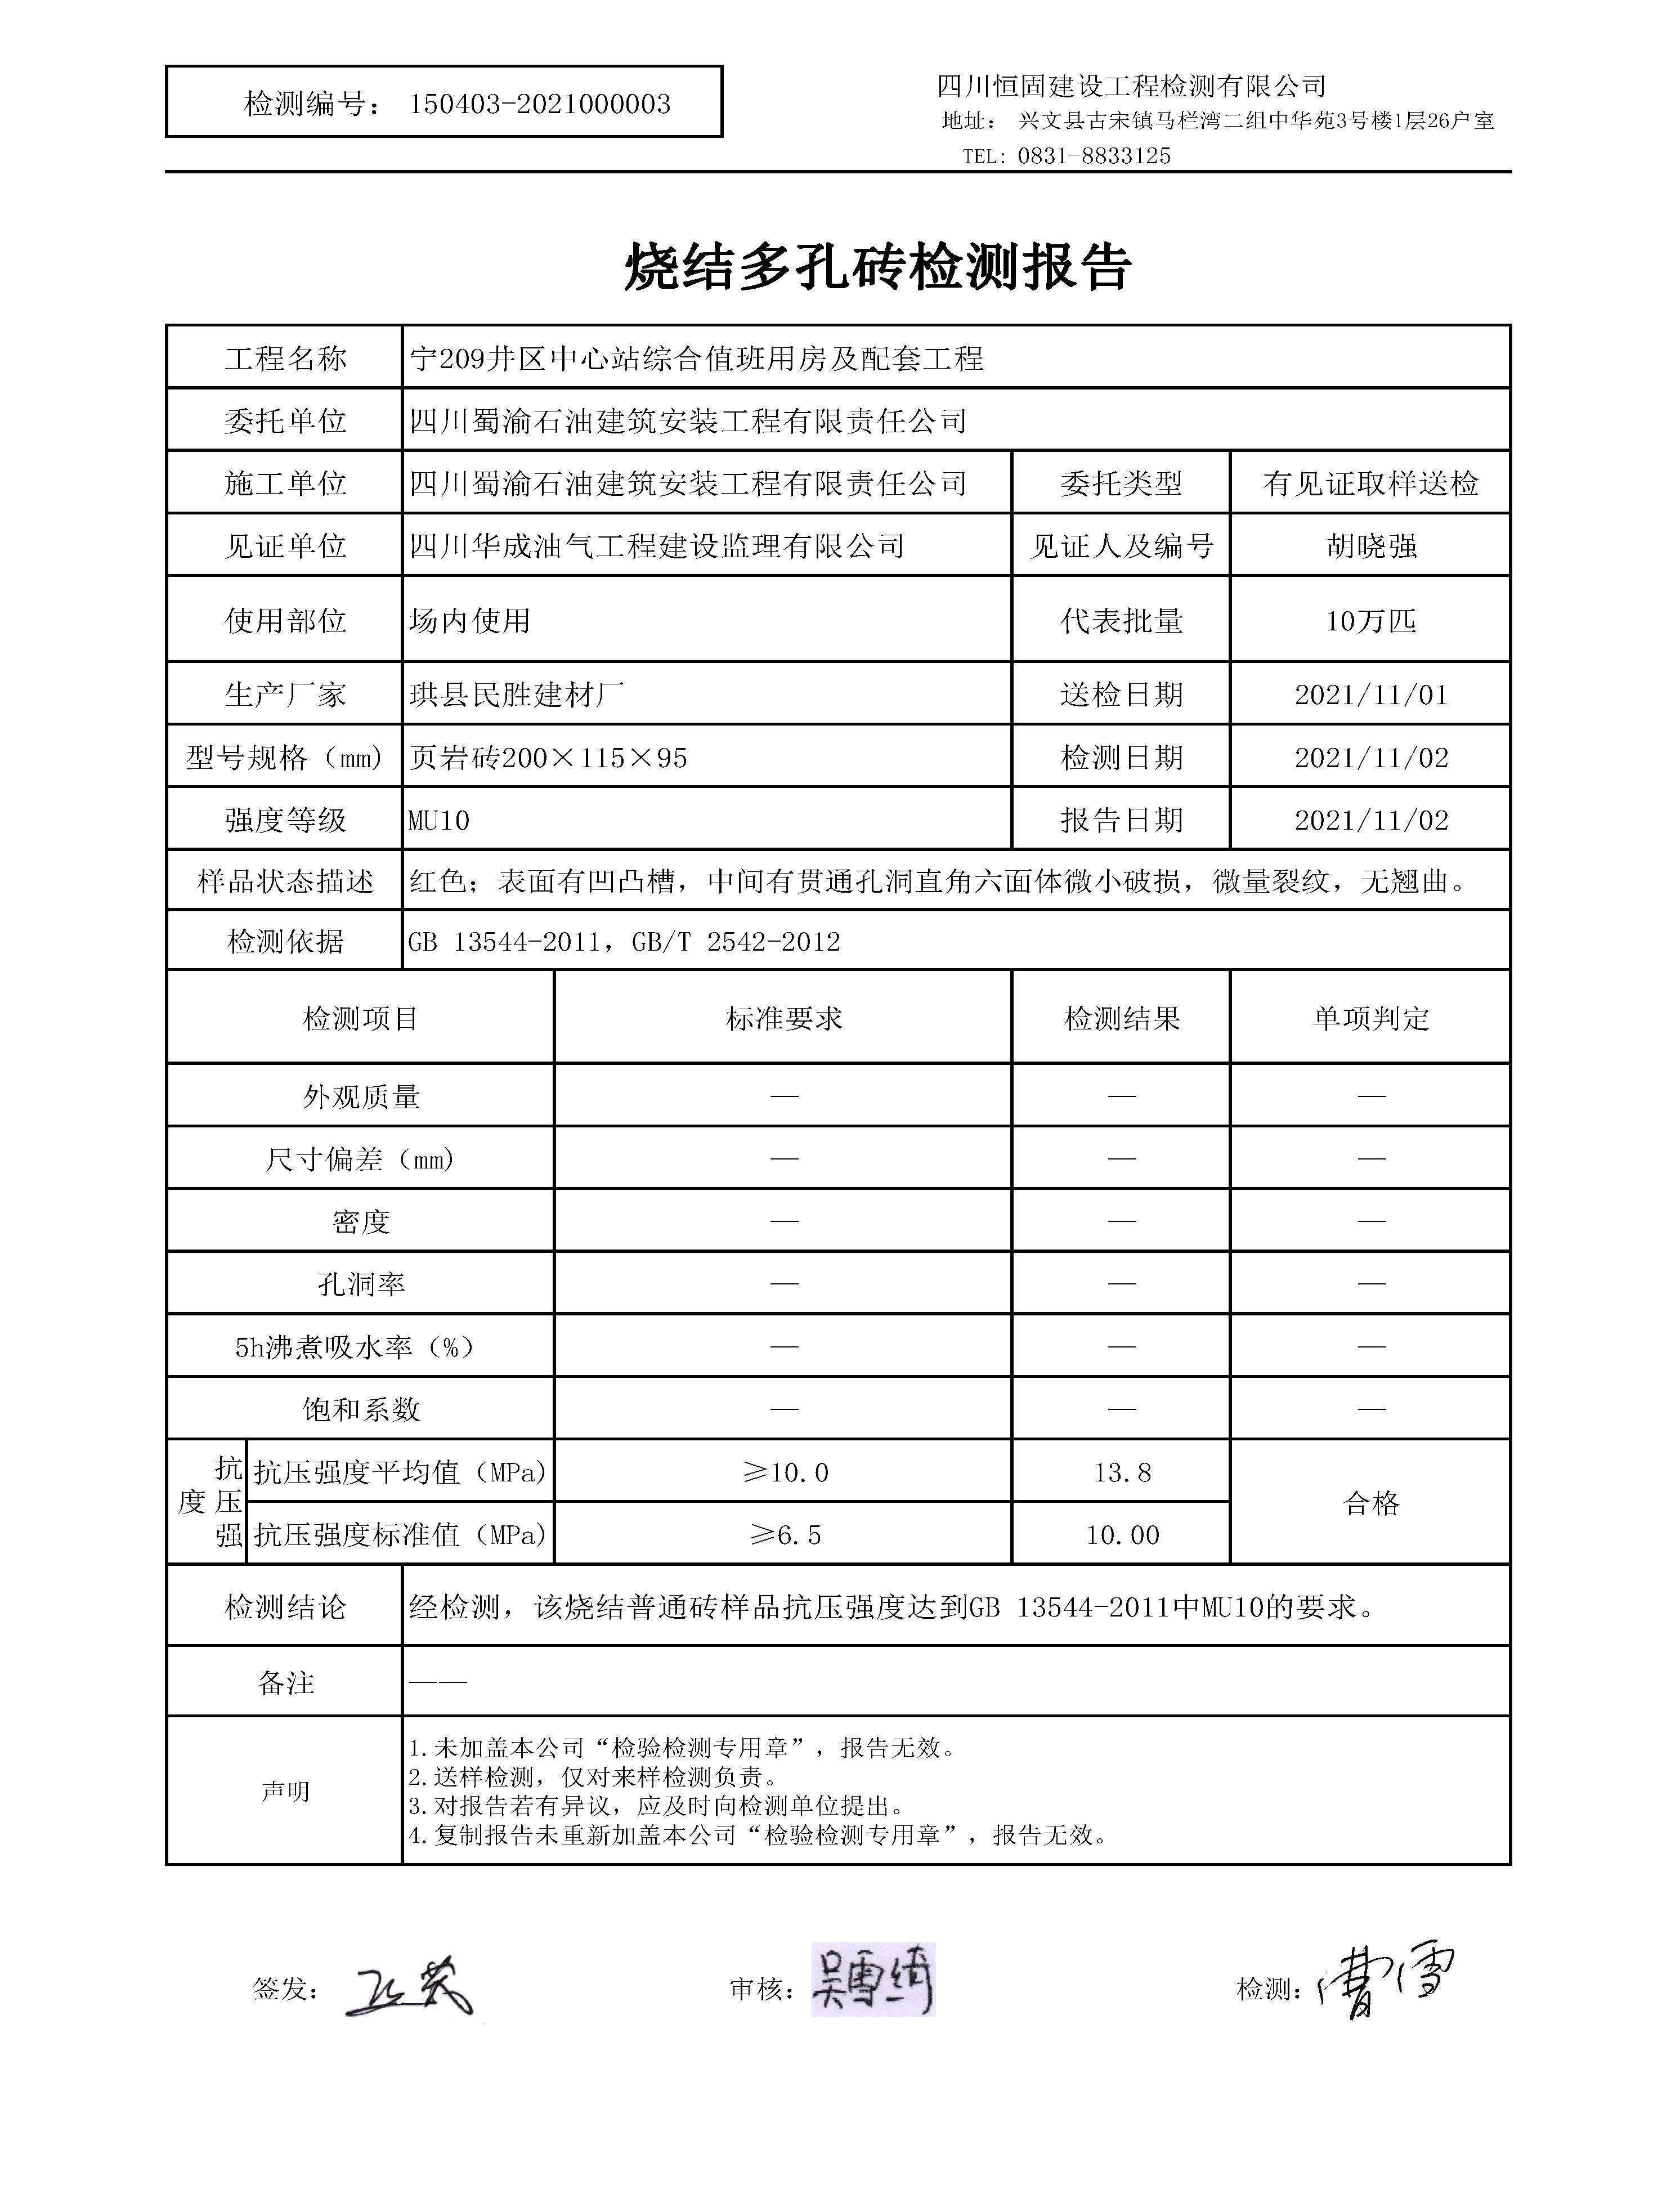 检测编号： 150403-2021000003
四川恒固建设工程检测有限公司
地址： 兴文县古宋镇马栏湾二组中华苑3号楼1层26户室
TEL: 0831-8833125
烧结多孔砖检测报告
工程名称 宁209井区中心站综合值班用房及配套工程
委托单位 四川蜀渝石油建筑安装工程有限责任公司
施工单位 四川蜀渝石油建筑安装工程有限责任公司 委托类型 有见证取样送检
见证单位 四川华成油气工程建设监理有限公司 见证人及编号 胡晓强
使用部位 场内使用 代表批量 10万匹
生产厂家 珙县民胜建材厂 送检日期 2021/11/01
型号规格（mm） 页岩砖200×115×95 检测日期 2021/11/02
强度等级 MU10 报告日期 2021/11/02
样品状态描述 红色；表面有凹凸槽，中间有贯通孔洞直角六面体微小破损，微量裂纹，无翘曲。
检测依据 GB 13544-2011，GB/T 2542-2012
检测项目 标准要求 检测结果 单项判定
外观质量 — — —
尺寸偏差（mm） — — —
密度 — — —
孔洞率 — — —
5h沸煮吸水率（%） — — —
饱和系数 — — —
抗压强度 抗压强度平均值（MPa） ≥10.0 13.8 合格
抗压强度标准值（MPa） ≥6.5 10.00
检测结论 经检测，该烧结普通砖样品抗压强度达到GB 13544-2011中MU10的要求。
备注 ——
声明
1.未加盖本公司“检验检测专用章”，报告无效。
2.送样检测，仅对来样检测负责。
3.对报告若有异议，应及时向检测单位提出。
4.复制报告未重新加盖本公司“检验检测专用章”，报告无效。
签发： 审核：吴雪绮 检测：曹雪